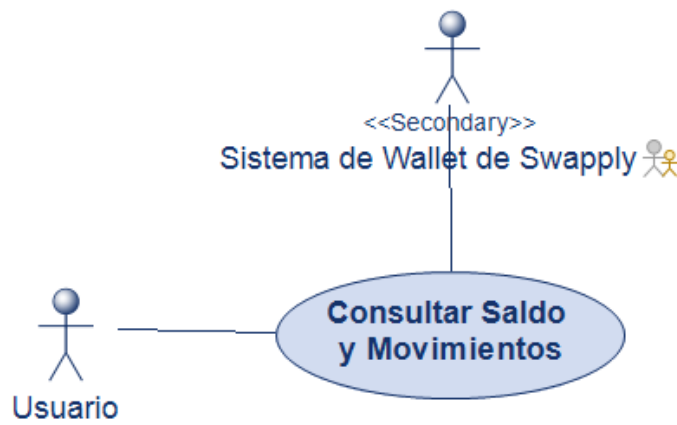 <<Secondary>>
Sistema de Wallet de Swapply
Consultar Saldo
y Movimientos
Usuario